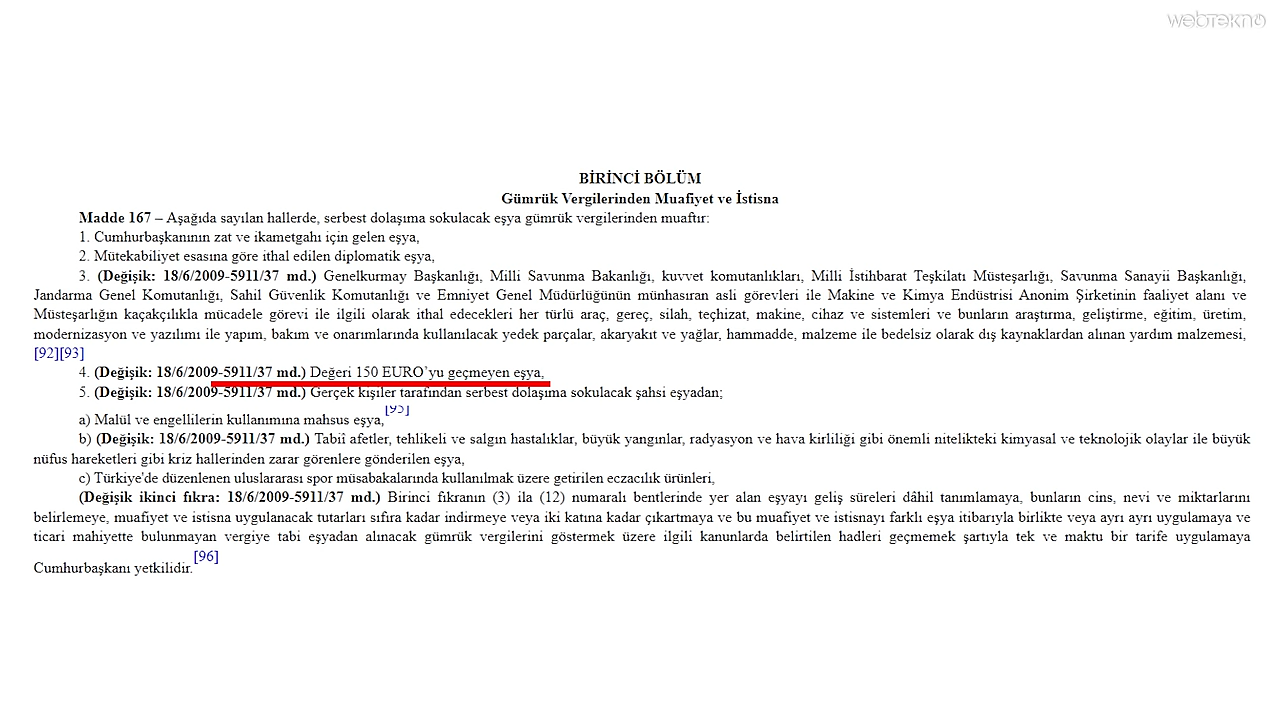 webtekno
BİRİNCİ BÖLÜM
Gümrük Vergilerinden Muafiyet ve İstisna
Madde 167 – Aşağıda sayılan hallerde, serbest dolaşıma sokulacak eşya gümrük vergilerinden muaftır:
1. Cumhurbaşkanının zat ve ikametgahı için gelen eşya,
2. Mütekabiliyet esasına göre ithal edilen diplomatik eşya,
3. (Değişik: 18/6/2009-5911/37 md.) Genelkurmay Başkanlığı, Milli Savunma Bakanlığı, kuvvet komutanlıkları, Milli İstihbarat Teşkilatı Müsteşarlığı, Savunma Sanayii Başkanlığı,
Jandarma Genel Komutanlığı, Sahil Güvenlik Komutanlığı ve Emniyet Genel Müdürlüğünün münhasıran asli görevleri ile Makine ve Kimya Endüstrisi Anonim Şirketinin faaliyet alanı ve
Müsteşarlığın kaçakçılıkla mücadele görevi ile ilgili olarak ithal edecekleri her türlü araç, gereç, silah, teçhizat, makine, cihaz ve sistemleri ve bunların araştırma, geliştirme, eğitim, üretim,
modernizasyon ve yazılımı ile yapım, bakım ve onarımlarında kullanılacak yedek parçalar, akaryakıt ve yağlar, hammadde, malzeme ile bedelsiz olarak dış kaynaklardan alınan yardım malzemesi,
[92][93]
4. (Değişik: 18/6/2009-5911/37 md.) Değeri 150 EURO’yu geçmeyen eşya,
5. (Değişik: 18/6/2009-5911/37 md.) Gerçek kişiler tarafından serbest dolaşıma sokulacak şahsi eşyadan;
a) Malül ve engellilerin kullanımına mahsus eşya,[95]
b) (Değişik: 18/6/2009-5911/37 md.) Tabiî afetler, tehlikeli ve salgın hastalıklar, büyük yangınlar, radyasyon ve hava kirliliği gibi önemli nitelikteki kimyasal ve teknolojik olaylar ile büyük
nüfus hareketleri gibi kriz hallerinden zarar görenlere gönderilen eşya,
c) Türkiye'de düzenlenen uluslararası spor müsabakalarında kullanılmak üzere getirilen eczacılık ürünleri,
(Değişik ikinci fıkra: 18/6/2009-5911/37 md.) Birinci fıkranın (3) ila (12) numaralı bentlerinde yer alan eşyayı geliş süreleri dâhil tanımlamaya, bunların cins, nevi ve miktarlarını
belirlemeye, muafiyet ve istisna uygulanacak tutarları sıfıra kadar indirmeye veya iki katına kadar çıkartmaya ve bu muafiyet ve istisnayı farklı eşya itibarıyla birlikte veya ayrı ayrı uygulamaya ve
ticari mahiyette bulunmayan vergiye tabi eşyadan alınacak gümrük vergilerini göstermek üzere ilgili kanunlarda belirtilen hadleri geçmemek şartıyla tek ve maktu bir tarife uygulamaya
Cumhurbaşkanı yetkilidir.[96]